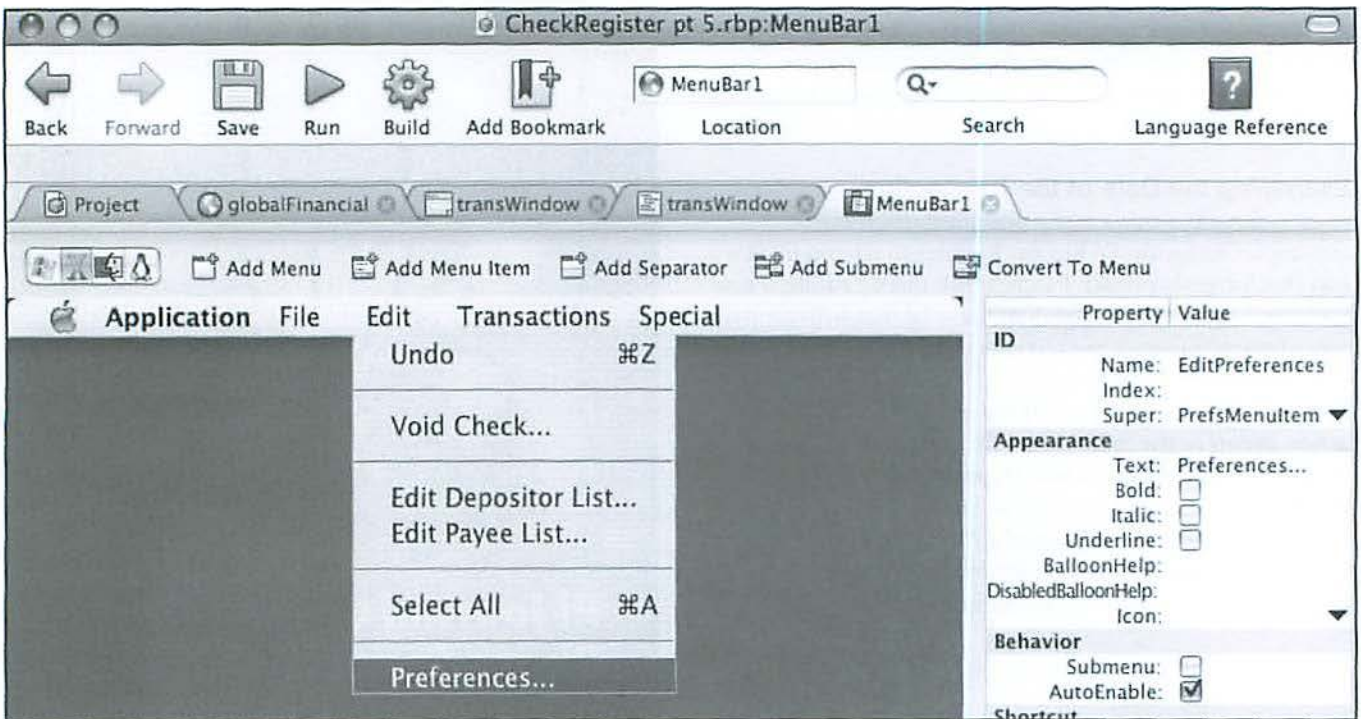 CheckRegister pt 5.rbp:MenuBar1
MenuBar1
Back Forward Save Run Build Add Bookmark Location Search Language Reference
Project globalFinancial transWindow transWindow MenuBar1
Add Menu Add Menu Item Add Separator Add Submenu Convert To Menu
Application File Edit Transactions Special
Undo ⌘Z
Void Check...
Edit Depositor List...
Edit Payee List...
Select All ⌘A
Preferences...
Property Value
ID
Name: EditPreferences
Index:
Super: PrefsMenuItem
Appearance
Text: Preferences...
Bold:
Italic:
Underline:
BalloonHelp:
DisabledBalloonHelp:
Icon:
Behavior
Submenu:
AutoEnable:
Shortcut